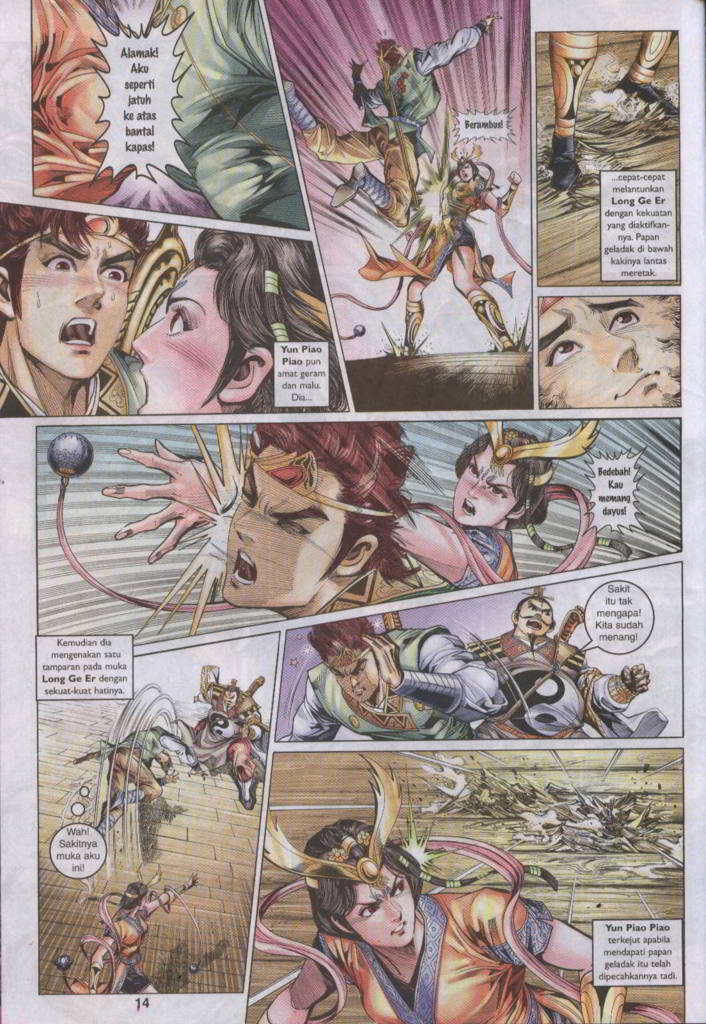 Alamak!
Aku
seperti
jatuh
ke atas
bantal
kapas!
Berambus!
...cepat-cepat
melantunkan
Long Ge Er
dengan kekuatan
yang diaktifkan-
nya. Papan
geladak di bawah
kakinya lantas
meretak.
Yun Piao
Piao pun
amat geram
dan malu.
Dia...
Bedebah!
Kau
memang
dayus!
Kemudian dia
mengenakan satu
tamparan pada muka
Long Ge Er dengan
sekuat-kuat hatinya.
Sakit
itu tak
mengapa!
Kita sudah
menang!
Wah!
Sakitnya
muka aku
ini!
Yun Piao Piao
terkejut apabila
mendapati papan
geladak itu telah
dipecahkannya tadi.
14